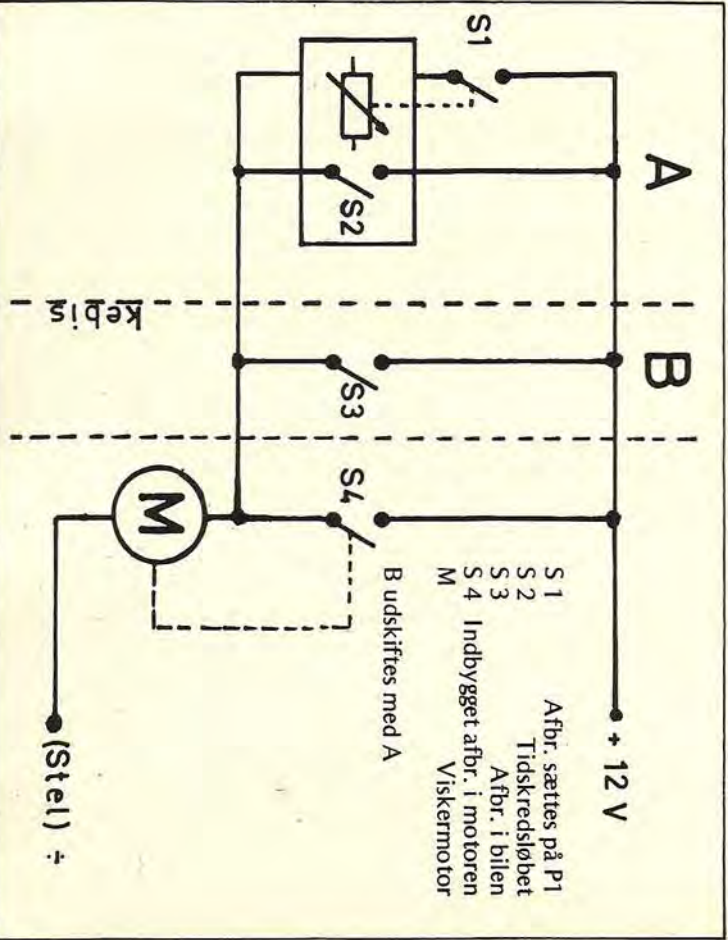 A
B
S1
S2
S3
S4
M
kebis
+ 12 V
(Stel) ÷
S 1 Afbr. sættes på P1
S 2 Tidskredsløbet
S 3 Afbr. i bilen
S 4 Indbygget afbr. i motoren
M Viskermotor
B udskiftes med A